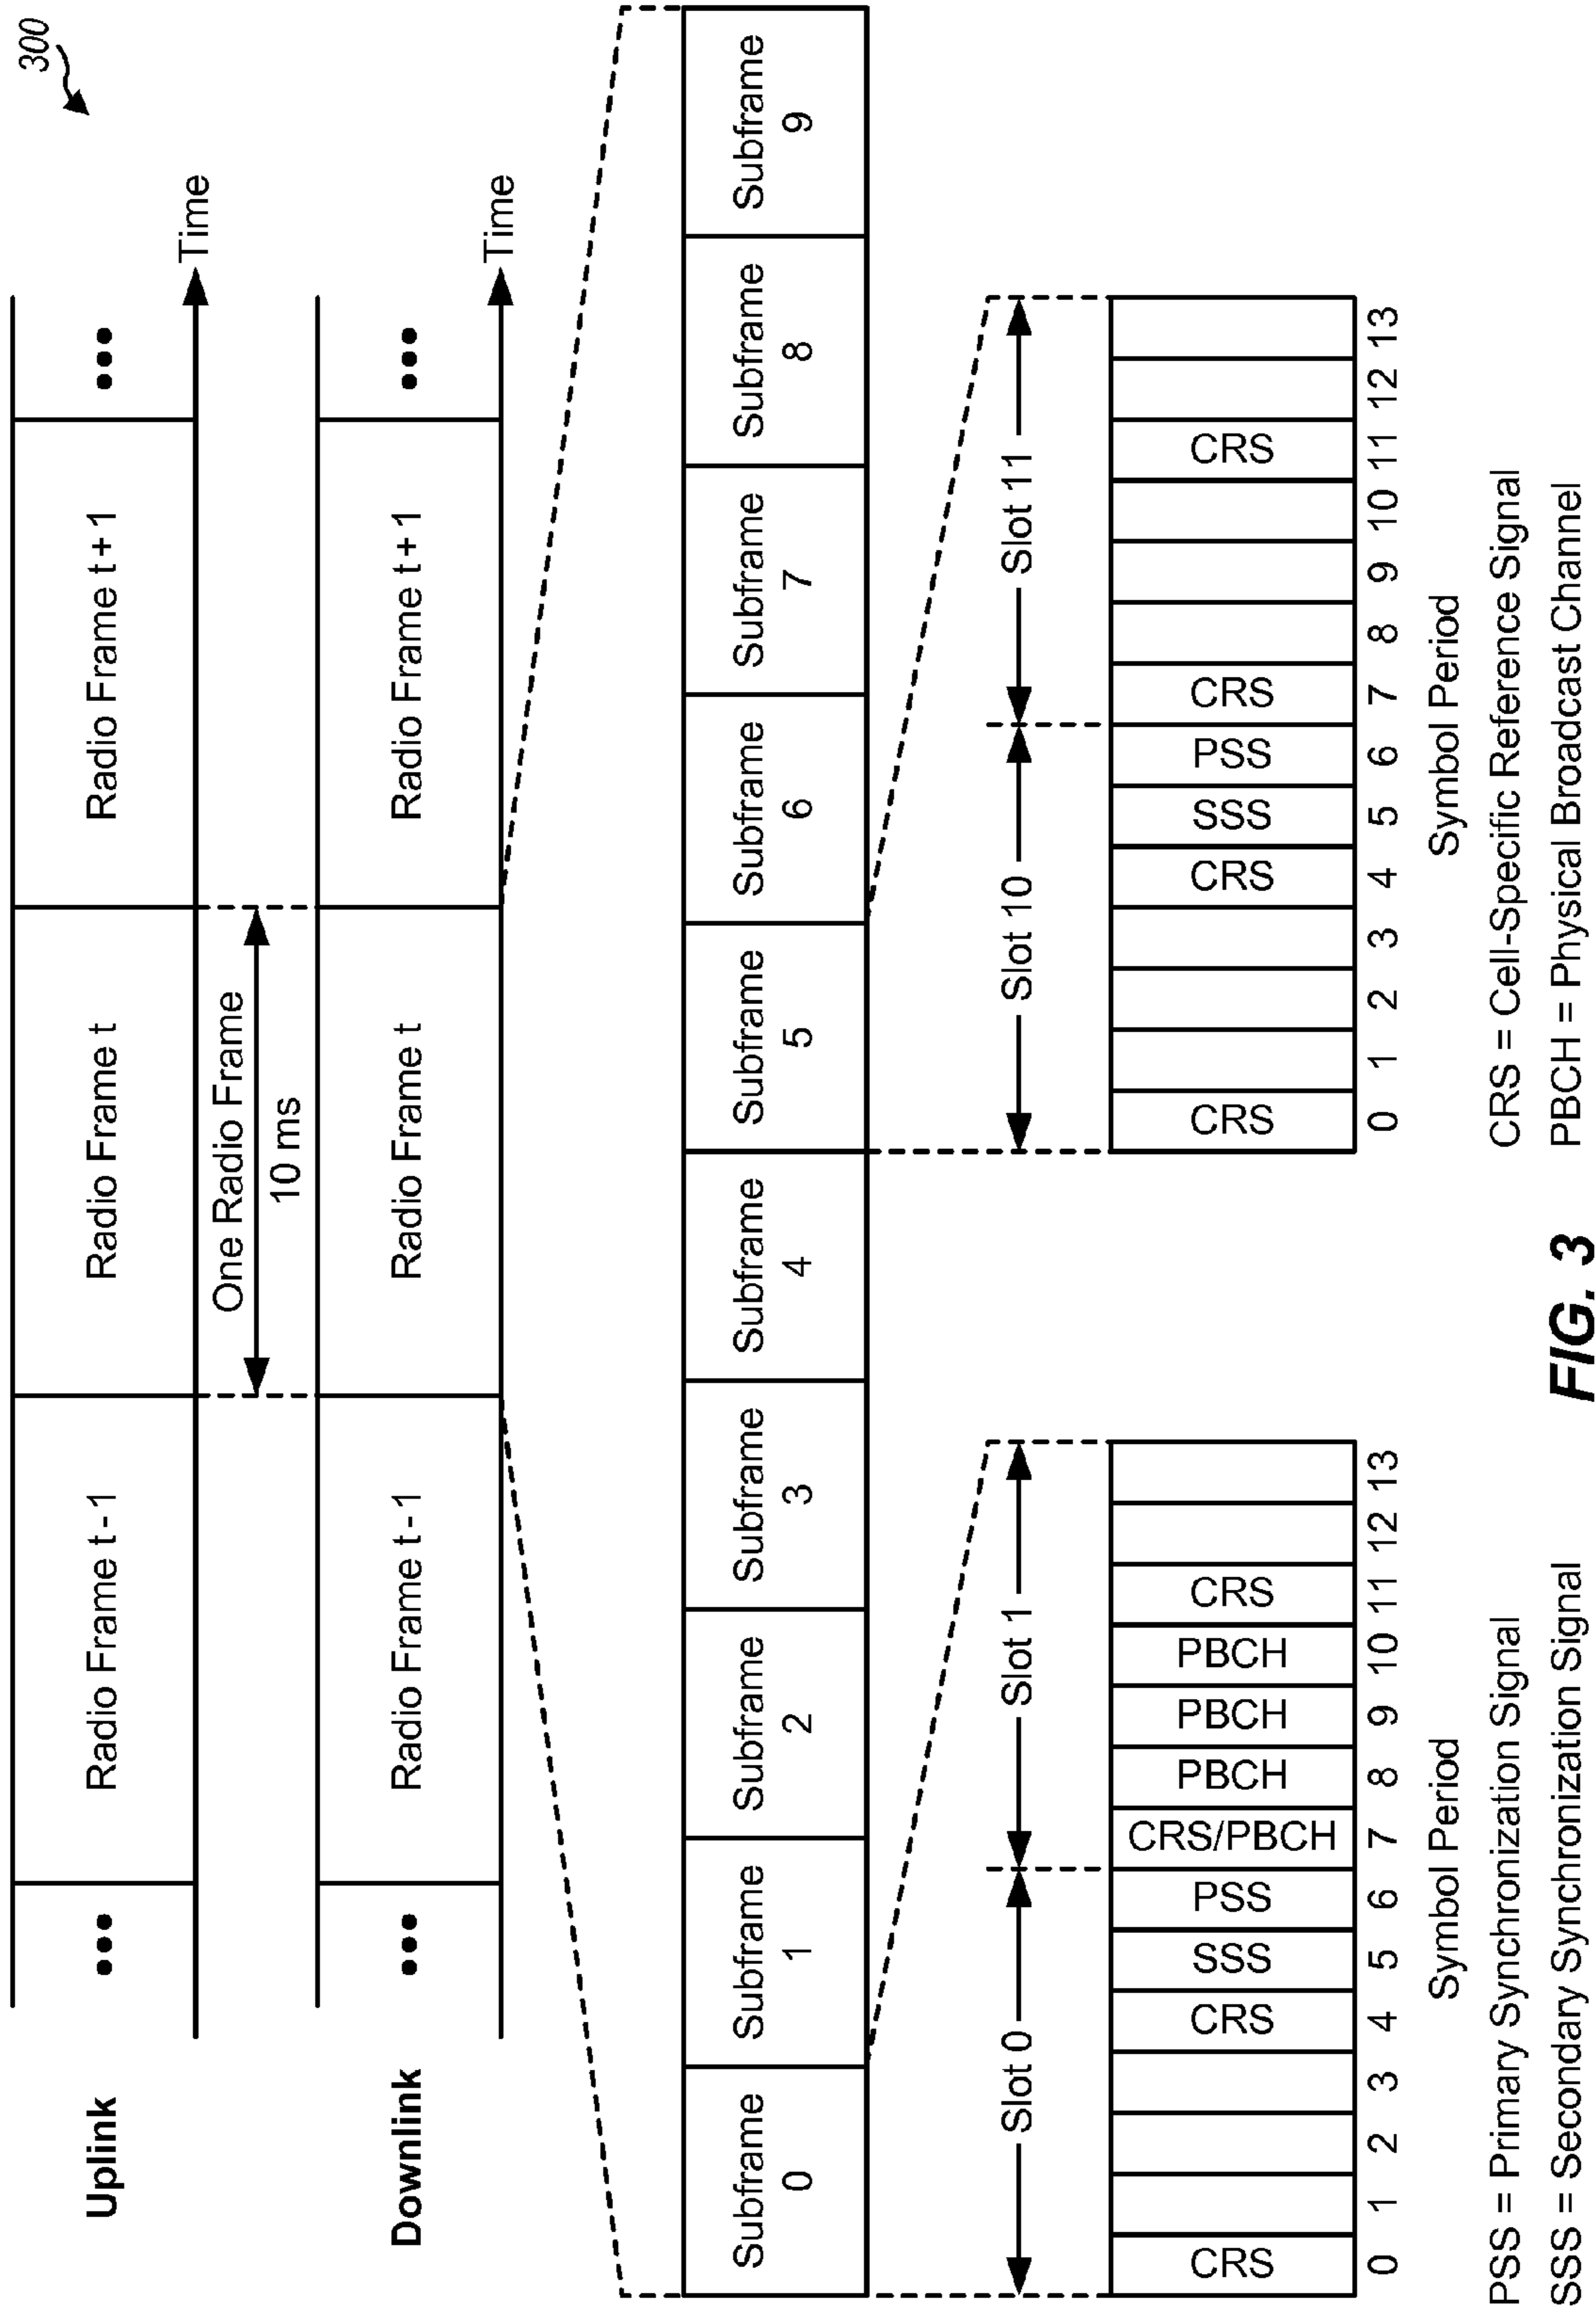 300
Uplink
••• Radio Frame t-1 Radio Frame t Radio Frame t+1 •••
Time
One Radio Frame
10 ms
Downlink
••• Radio Frame t-1 Radio Frame t Radio Frame t+1 •••
Time
Subframe Subframe Subframe Subframe Subframe Subframe Subframe Subframe Subframe Subframe
0 1 2 3 4 5 6 7 8 9
Slot 0 Slot 1 Slot 10 Slot 11
CRS CRS SSS PSS CRS/PBCH PBCH PBCH PBCH CRS
CRS CRS SSS PSS CRS CRS
0 1 2 3 4 5 6 7 8 9 10 11 12 13
0 1 2 3 4 5 6 7 8 9 10 11 12 13
Symbol Period
Symbol Period
PSS = Primary Synchronization Signal
SSS = Secondary Synchronization Signal
CRS = Cell-Specific Reference Signal
PBCH = Physical Broadcast Channel
FIG. 3